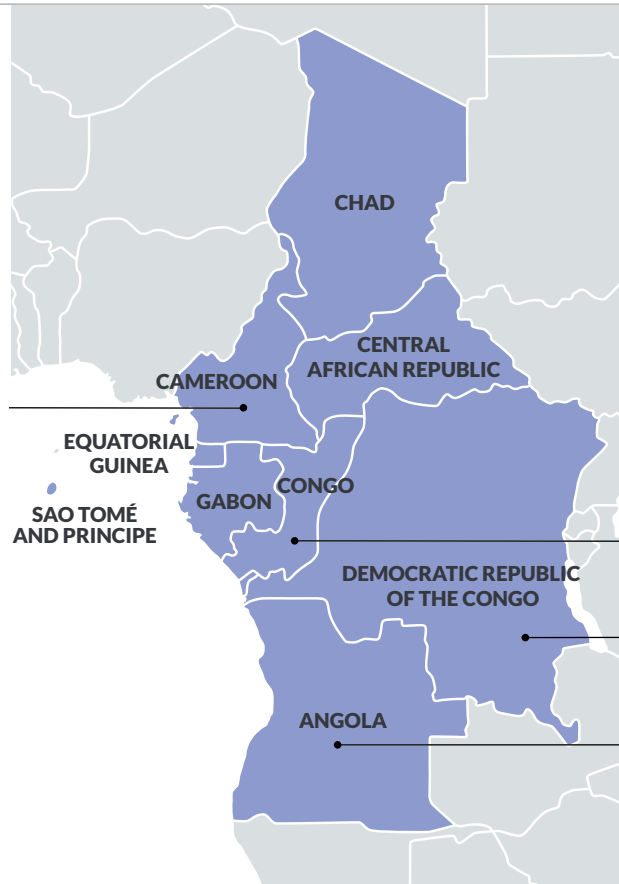 CHAD
CENTRAL
AFRICAN REPUBLIC
CAMEROON
EQUATORIAL
GUINEA
CONGO
GABON
SAO TOMÉ
AND PRINCIPE
DEMOCRATIC REPUBLIC
OF THE CONGO
ANGOLA